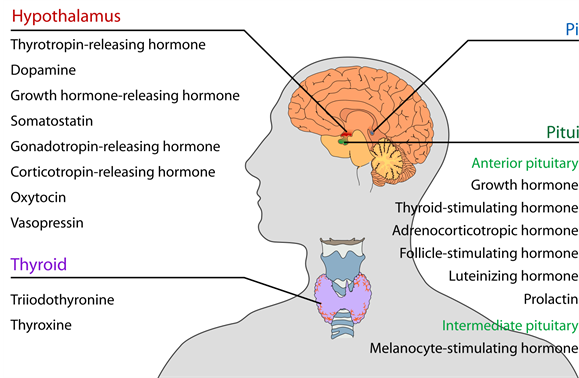 Hypothalamus
Thyrotropin-releasing hormone
Dopamine
Growth hormone-releasing hormone
Somatostatin
Gonadotropin-releasing hormone
Corticotropin-releasing hormone
Oxytocin
Vasopressin
Thyroid
Triiodothyronine
Thyroxine
Pi
Pitui
Anterior pituitary
Growth hormone
Thyroid-stimulating hormone
Adrenocorticotropic hormone
Follicle-stimulating hormone
Luteinizing hormone
Prolactin
Intermediate pituitary
Melanocyte-stimulating hormone